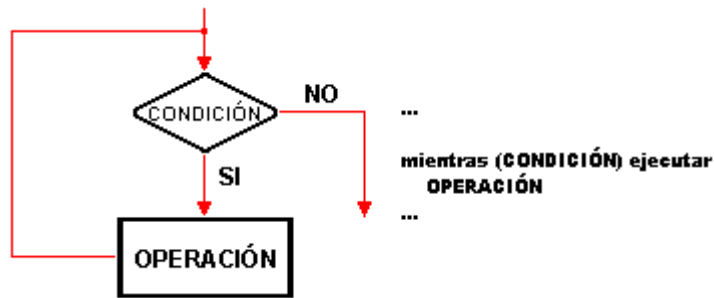 CONDICIÓN
NO
SI
OPERACIÓN
...
mientras (CONDICIÓN) ejecutar
OPERACIÓN
...